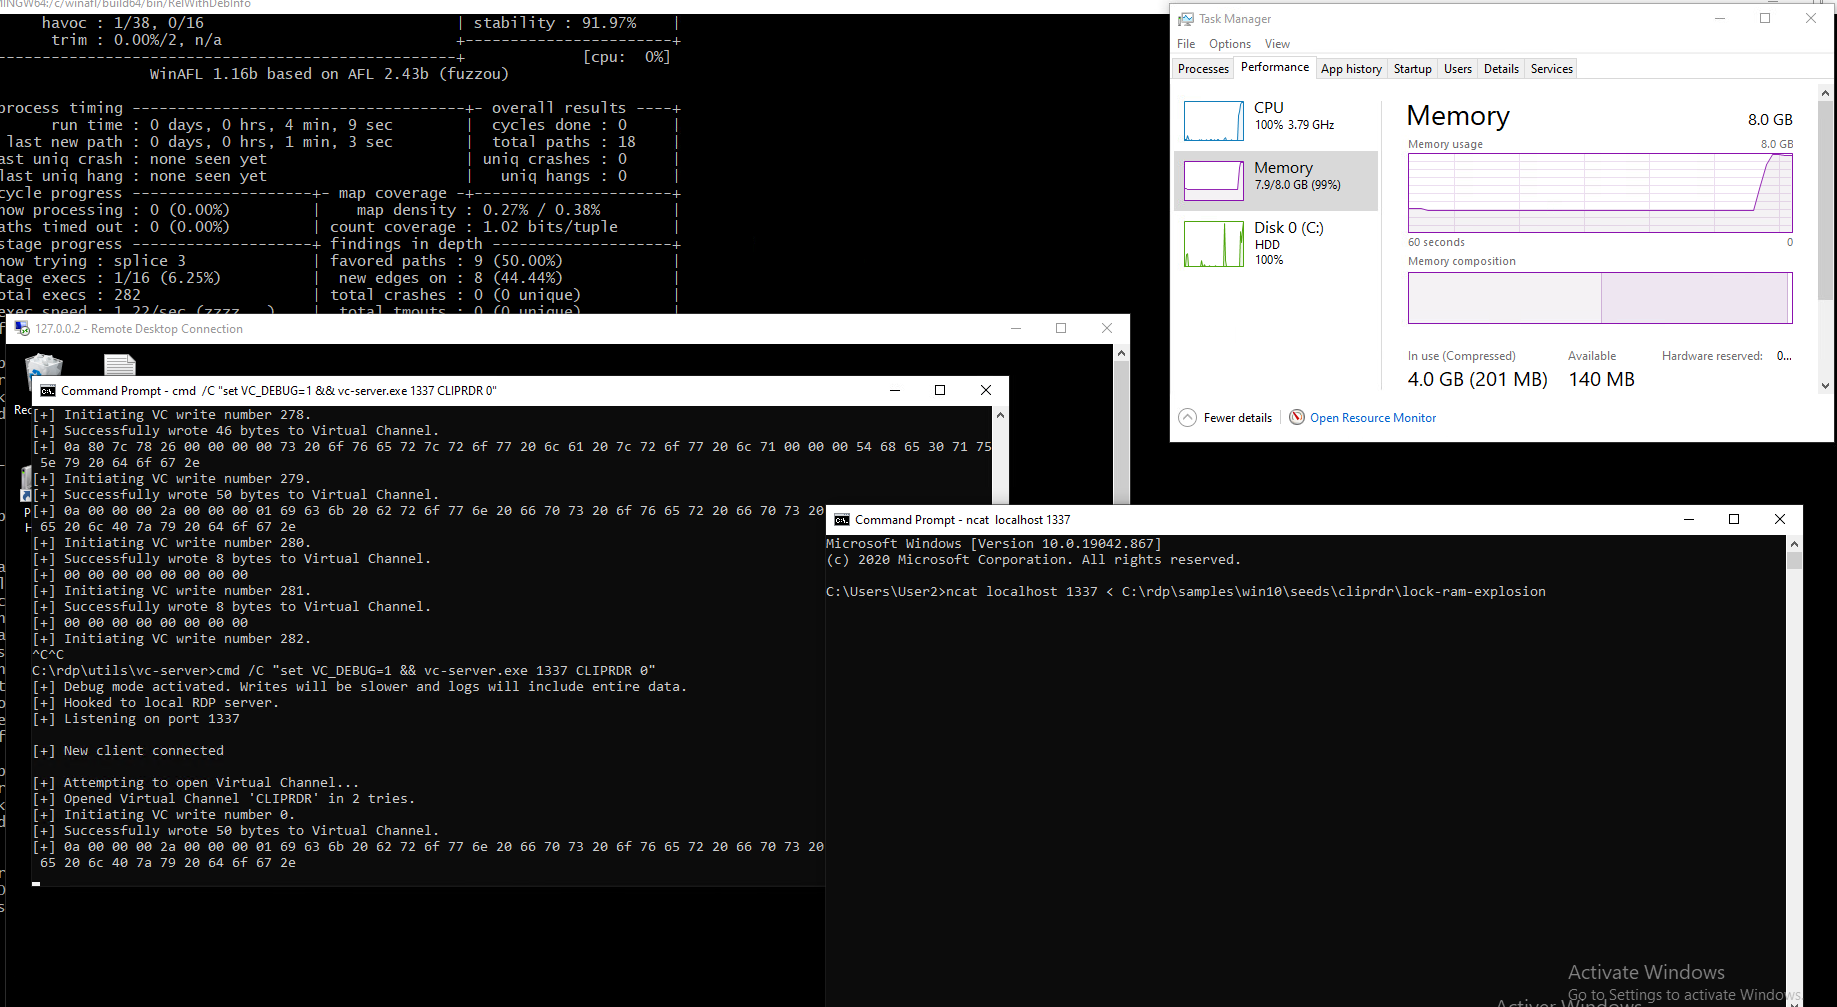 MINGW64:/c/winafl/build64/bin/RelWithDebInfo
havoc : 1/38, 0/16 | stability : 91.97% |
trim : 0.00%/2, n/a +-----------------------+
----------------------------------------------------+ [cpu: 0%]
WinAFL 1.16b based on AFL 2.43b (fuzzou)
process timing -------------------------------------+- overall results ----+
run time : 0 days, 0 hrs, 4 min, 9 sec | cycles done : 0 |
last new path : 0 days, 0 hrs, 1 min, 3 sec | total paths : 18 |
ast uniq crash : none seen yet | uniq crashes : 0 |
last uniq hang : none seen yet | uniq hangs : 0 |
cycle progress --------------------+- map coverage -+----------------------+
now processing : 0 (0.00%) | map density : 0.27% / 0.38% |
aths timed out : 0 (0.00%) | count coverage : 1.02 bits/tuple |
stage progress --------------------+ findings in depth --------------------+
now trying : splice 3 | favored paths : 9 (50.00%) |
tage execs : 1/16 (6.25%) | new edges on : 8 (44.44%) |
otal execs : 282 | total crashes : 0 (0 unique) |
exec speed : 1.22/sec (zzzz...) | total tmouts : 0 (0 unique) |
127.0.0.2 - Remote Desktop Connection
Rec
Command Prompt - cmd /C "set VC_DEBUG=1 && vc-server.exe 1337 CLIPRDR 0"
[+] Initiating VC write number 278.
[+] Successfully wrote 46 bytes to Virtual Channel.
[+] 0a 80 7c 78 26 00 00 00 00 73 20 6f 76 65 72 7c 72 6f 77 20 6c 61 20 7c 72 6f 77 20 6c 71 00 00 00 54 68 65 30 71 75
5e 79 20 64 6f 67 2e
[+] Initiating VC write number 279.
[+] Successfully wrote 50 bytes to Virtual Channel.
[+] 0a 00 00 00 2a 00 00 00 01 69 63 6b 20 62 72 6f 77 6e 20 66 70 73 20 6f 76 65 72 20 66 70 73 20
65 20 6c 40 7a 79 20 64 6f 67 2e
[+] Initiating VC write number 280.
[+] Successfully wrote 8 bytes to Virtual Channel.
[+] 00 00 00 00 00 00 00 00
[+] Initiating VC write number 281.
[+] Successfully wrote 8 bytes to Virtual Channel.
[+] 00 00 00 00 00 00 00 00
[+] Initiating VC write number 282.
^C^C
C:\rdp\utils\vc-server>cmd /C "set VC_DEBUG=1 && vc-server.exe 1337 CLIPRDR 0"
[+] Debug mode activated. Writes will be slower and logs will include entire data.
[+] Hooked to local RDP server.
[+] Listening on port 1337
[+] New client connected
[+] Attempting to open Virtual Channel...
[+] Opened Virtual Channel 'CLIPRDR' in 2 tries.
[+] Initiating VC write number 0.
[+] Successfully wrote 50 bytes to Virtual Channel.
[+] 0a 00 00 00 2a 00 00 00 01 69 63 6b 20 62 72 6f 77 6e 20 66 70 73 20 6f 76 65 72 20 66 70 73 20
65 20 6c 40 7a 79 20 64 6f 67 2e
Task Manager
File Options View
Processes Performance App history Startup Users Details Services
CPU
100% 3.79 GHz
Memory
7.9/8.0 GB (99%)
Disk 0 (C:)
HDD
100%
Memory 8.0 GB
Memory usage 8.0 GB
60 seconds 0
Memory composition
In use (Compressed) Available Hardware reserved: 0...
4.0 GB (201 MB) 140 MB
Fewer details Open Resource Monitor
Command Prompt - ncat localhost 1337
Microsoft Windows [Version 10.0.19042.867]
(c) 2020 Microsoft Corporation. All rights reserved.
C:\Users\User2>ncat localhost 1337 < C:\rdp\samples\win10\seeds\cliprdr\lock-ram-explosion
Activate Windows
Go to Settings to activate Windows.
Activer Windows